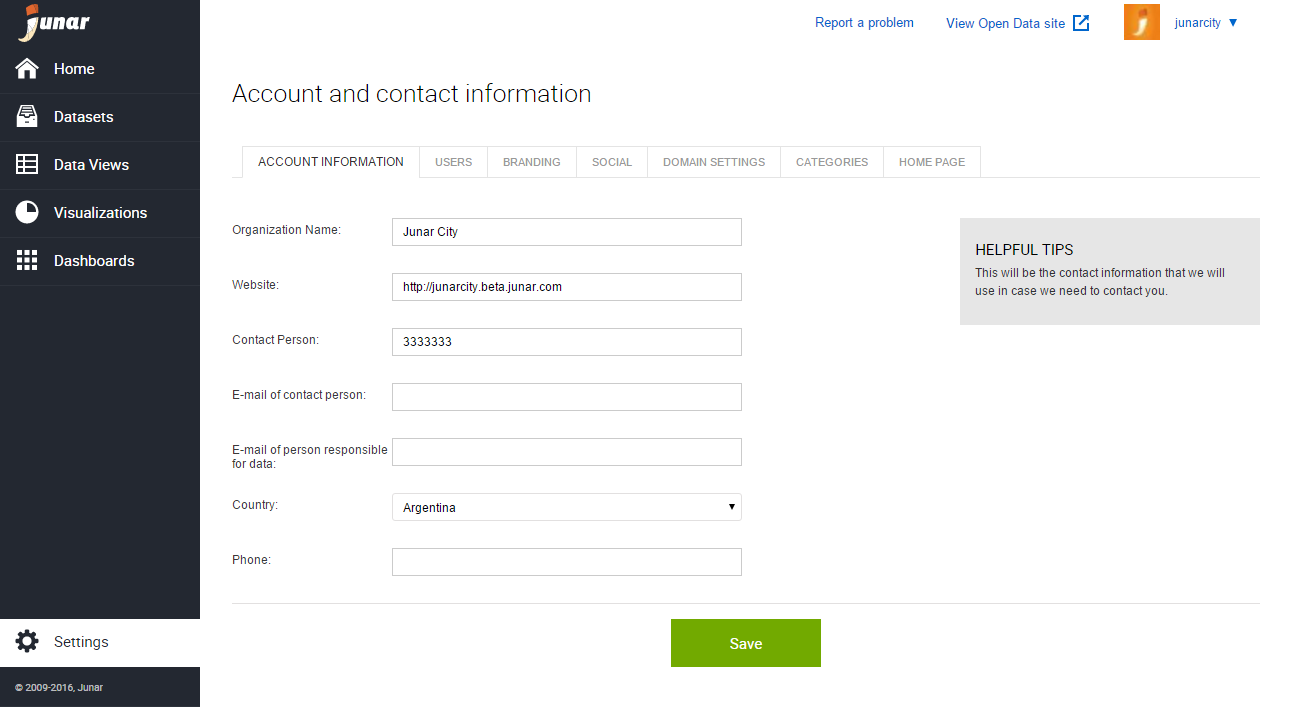 junar
Report a problem
View Open Data site
junarcity ▼
Home
Datasets
Data Views
Visualizations
Dashboards
Account and contact information
ACCOUNT INFORMATION
USERS
BRANDING
SOCIAL
DOMAIN SETTINGS
CATEGORIES
HOME PAGE
Organization Name:
Junar City
Website:
http://junarcity.beta.junar.com
Contact Person:
3333333
E-mail of contact person:
E-mail of person responsible
for data:
Country:
Argentina
Phone:
HELPFUL TIPS
This will be the contact information that we will
use in case we need to contact you.
Save
Settings
© 2009-2016, Junar